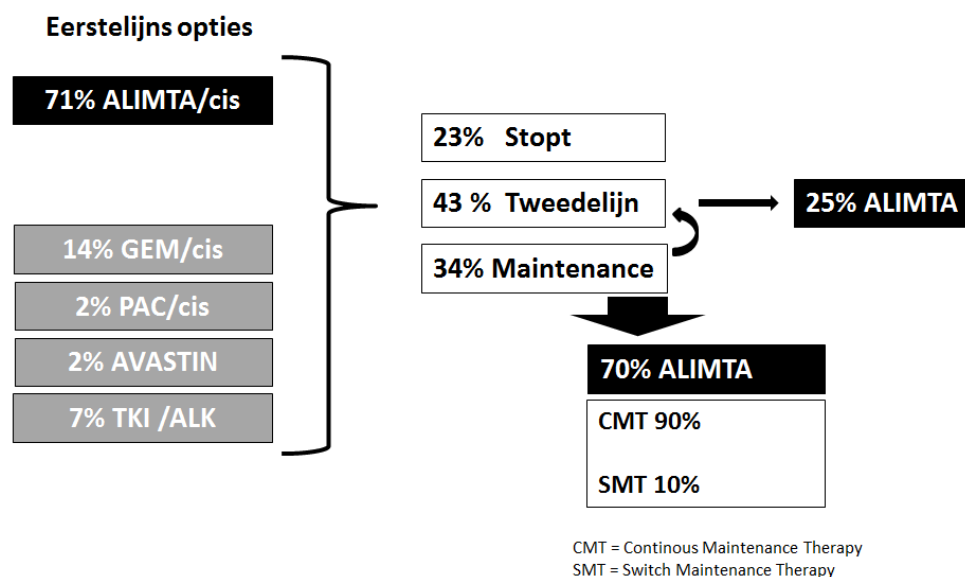 Eerstelijns opties
71% ALIMTA/cis
14% GEM/cis
2% PAC/cis
2% AVASTIN
7% TKI /ALK
23% Stopt
43 % Tweedelijn
34% Maintenance
25% ALIMTA
70% ALIMTA
CMT 90%
SMT 10%
CMT = Continous Maintenance Therapy
SMT = Switch Maintenance Therapy